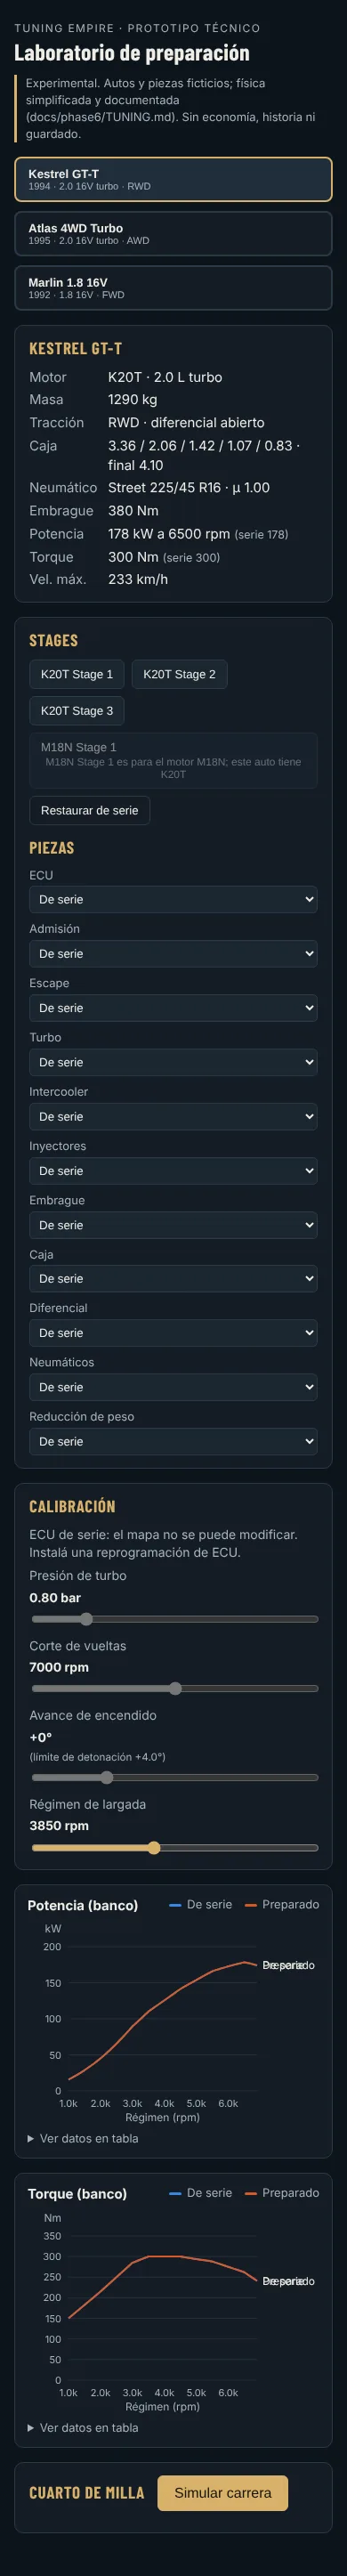 TUNING EMPIRE · PROTOTIPO TÉCNICO
Laboratorio de preparación
Experimental. Autos y piezas ficticios; física
simplificada y documentada
(docs/phase6/TUNING.md). Sin economía, historia ni
guardado.
Kestrel GT-T
1994 · 2.0 16V turbo · RWD
Atlas 4WD Turbo
1995 · 2.0 16V turbo · AWD
Marlin 1.8 16V
1992 · 1.8 16V · FWD
KESTREL GT-T
Motor K20T · 2.0 L turbo
Masa 1290 kg
Tracción RWD · diferencial abierto
Caja 3.36 / 2.06 / 1.42 / 1.07 / 0.83 ·
final 4.10
Neumático Street 225/45 R16 · μ 1.00
Embrague 380 Nm
Potencia 178 kW a 6500 rpm (serie 178)
Torque 300 Nm (serie 300)
Vel. máx. 233 km/h
STAGES
K20T Stage 1 K20T Stage 2
K20T Stage 3
M18N Stage 1
M18N Stage 1 es para el motor M18N; este auto tiene
K20T
Restaurar de serie
PIEZAS
ECU
De serie
Admisión
De serie
Escape
De serie
Turbo
De serie
Intercooler
De serie
Inyectores
De serie
Embrague
De serie
Caja
De serie
Diferencial
De serie
Neumáticos
De serie
Reducción de peso
De serie
CALIBRACIÓN
ECU de serie: el mapa no se puede modificar.
Instalá una reprogramación de ECU.
Presión de turbo
0.80 bar
Corte de vueltas
7000 rpm
Avance de encendido
+0°
(límite de detonación +4.0°)
Régimen de largada
3850 rpm
Potencia (banco) De serie Preparado
kW
200
150
100
50
0
1.0k 2.0k 3.0k 4.0k 5.0k 6.0k
Régimen (rpm)
Ver datos en tabla
Torque (banco) De serie Preparado
Nm
350
300
250
200
150
100
50
0
1.0k 2.0k 3.0k 4.0k 5.0k 6.0k
Régimen (rpm)
Ver datos en tabla
CUARTO DE MILLA Simular carrera